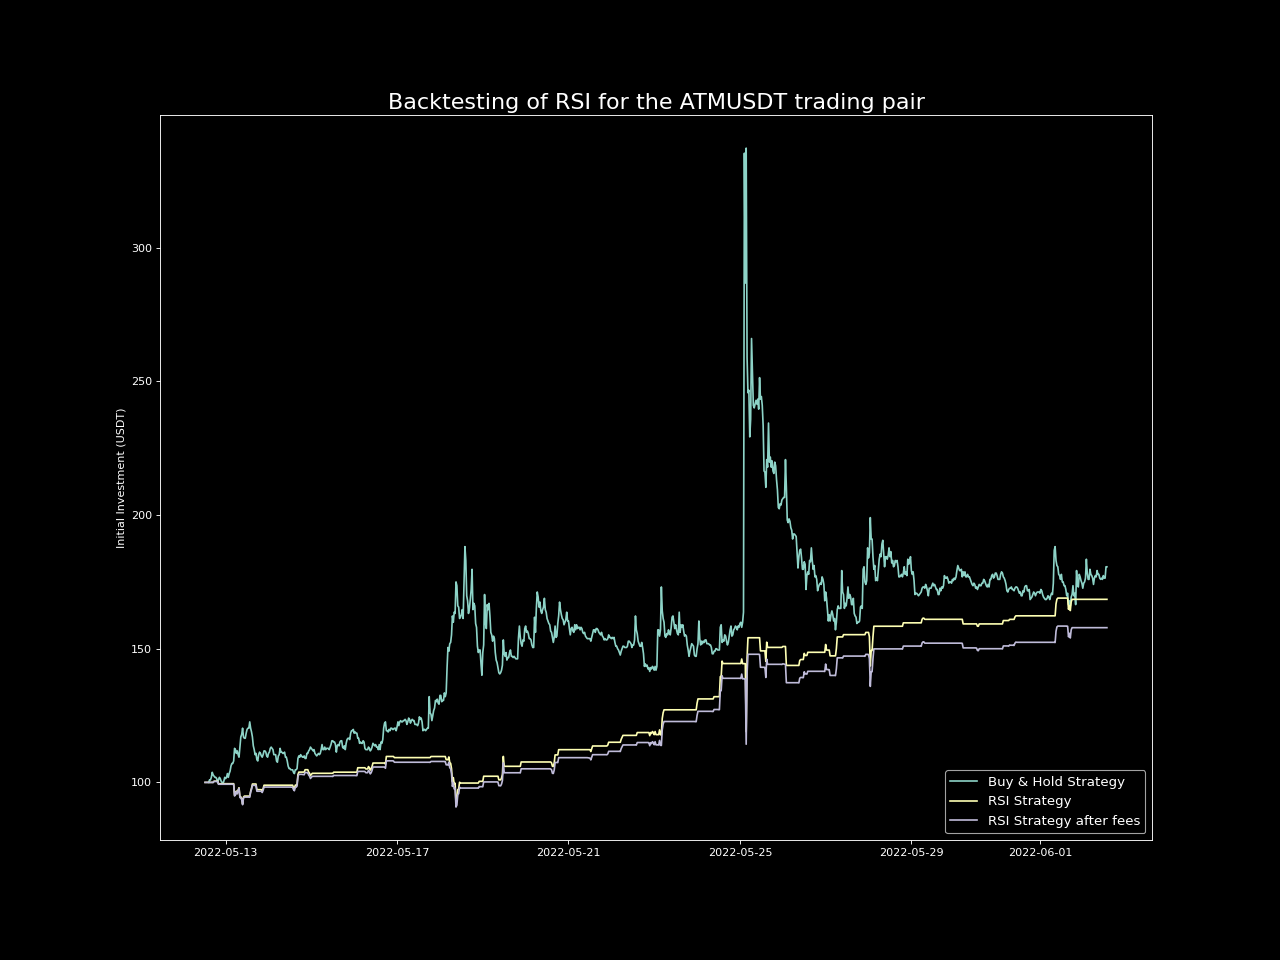 Backtesting of RSI for the ATMUSDT trading pair
Initial Investment (USDT)
300
250
200
150
100
2022-05-13
2022-05-17
2022-05-21
2022-05-25
2022-05-29
2022-06-01
Buy & Hold Strategy
RSI Strategy
RSI Strategy after fees